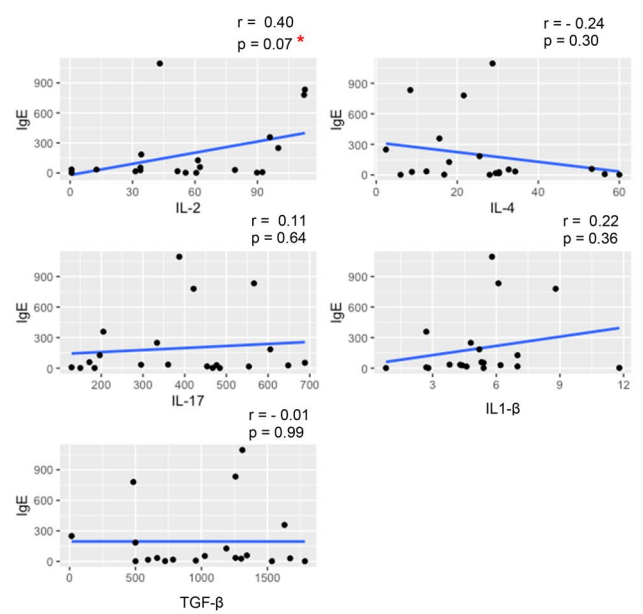 r = 0.40
p = 0.07 *
IgE
900
600
300
0
0 30 60 90
IL-2
r = - 0.24
p = 0.30
IgE
900
600
300
0
0 20 40 60
IL-4
r = 0.11
p = 0.64
IgE
900
600
300
0
200 300 400 500 600 700
IL-17
r = 0.22
p = 0.36
IgE
900
600
300
0
3 6 9 12
IL1-β
r = - 0.01
p = 0.99
IgE
900
600
300
0
0 500 1000 1500
TGF-β